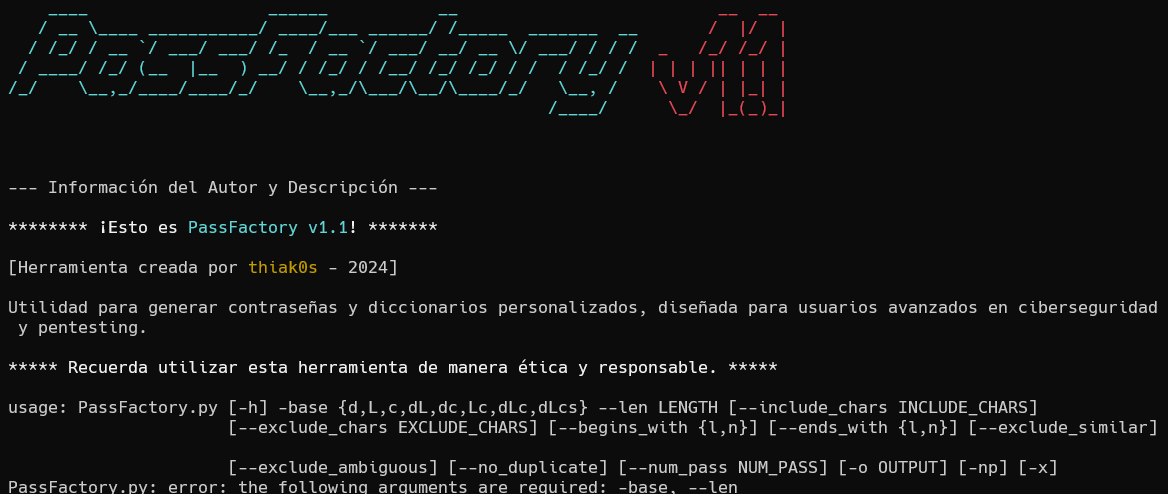 PassFactory v1.1
--- Información del Autor y Descripción ---
******** ¡Esto es PassFactory v1.1! *******
[Herramienta creada por thiak0s - 2024]
Utilidad para generar contraseñas y diccionarios personalizados, diseñada para usuarios avanzados en ciberseguridad
y pentesting.
***** Recuerda utilizar esta herramienta de manera ética y responsable. *****
usage: PassFactory.py [-h] -base {d,L,c,dL,dc,Lc,dLc,dLcs} --len LENGTH [--include_chars INCLUDE_CHARS]
[--exclude_chars EXCLUDE_CHARS] [--begins_with {l,n}] [--ends_with {l,n}] [--exclude_similar]
[--exclude_ambiguous] [--no_duplicate] [--num_pass NUM_PASS] [-o OUTPUT] [-np] [-x]
PassFactory.py: error: the following arguments are required: -base, --len